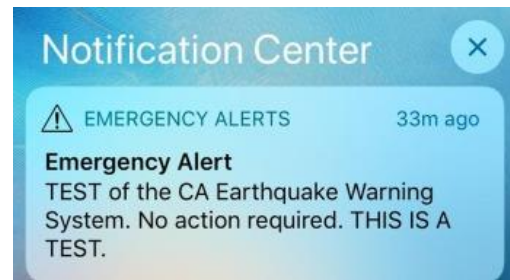 Notification Center
EMERGENCY ALERTS 33m ago
Emergency Alert
TEST of the CA Earthquake Warning
System. No action required. THIS IS A
TEST.